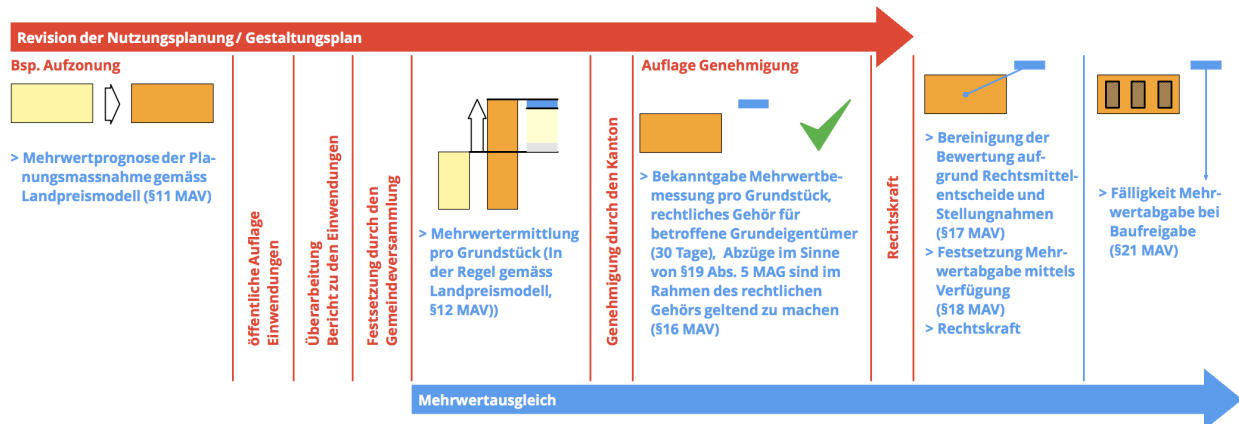 Revision der Nutzungsplanung / Gestaltungsplan
Bsp. Aufzonung
> Mehrwertprognose der Pla-
nungsmassnahme gemäss
Landpreismodell (§11 MAV)
öffentliche Auflage
Einwendungen
Überarbeitung
Bericht zu den Einwendungen
Festsetzung durch den
Gemeindeversammlung
> Mehrwertermittlung
pro Grundstück (In
der Regel gemäss
Landpreismodell,
§12 MAV))
Genehmigung durch den Kanton
Auflage Genehmigung
> Bekanntgabe Mehrwertbe-
messung pro Grundstück,
rechtliches Gehör für
betroffene Grundeigentümer
(30 Tage), Abzüge im Sinne
von §19 Abs. 5 MAG sind im
Rahmen des rechtlichen
Gehörs geltend zu machen
(§16 MAV)
Rechtskraft
> Bereinigung der
Bewertung auf-
grund Rechtsmittel-
entscheide und
Stellungnahmen
(§17 MAV)
> Festsetzung Mehr-
wertabgabe mittels
Verfügung
(§18 MAV)
> Rechtskraft
> Fälligkeit Mehr-
wertabgabe bei
Baufreigabe
(§21 MAV)
Mehrwertausgleich